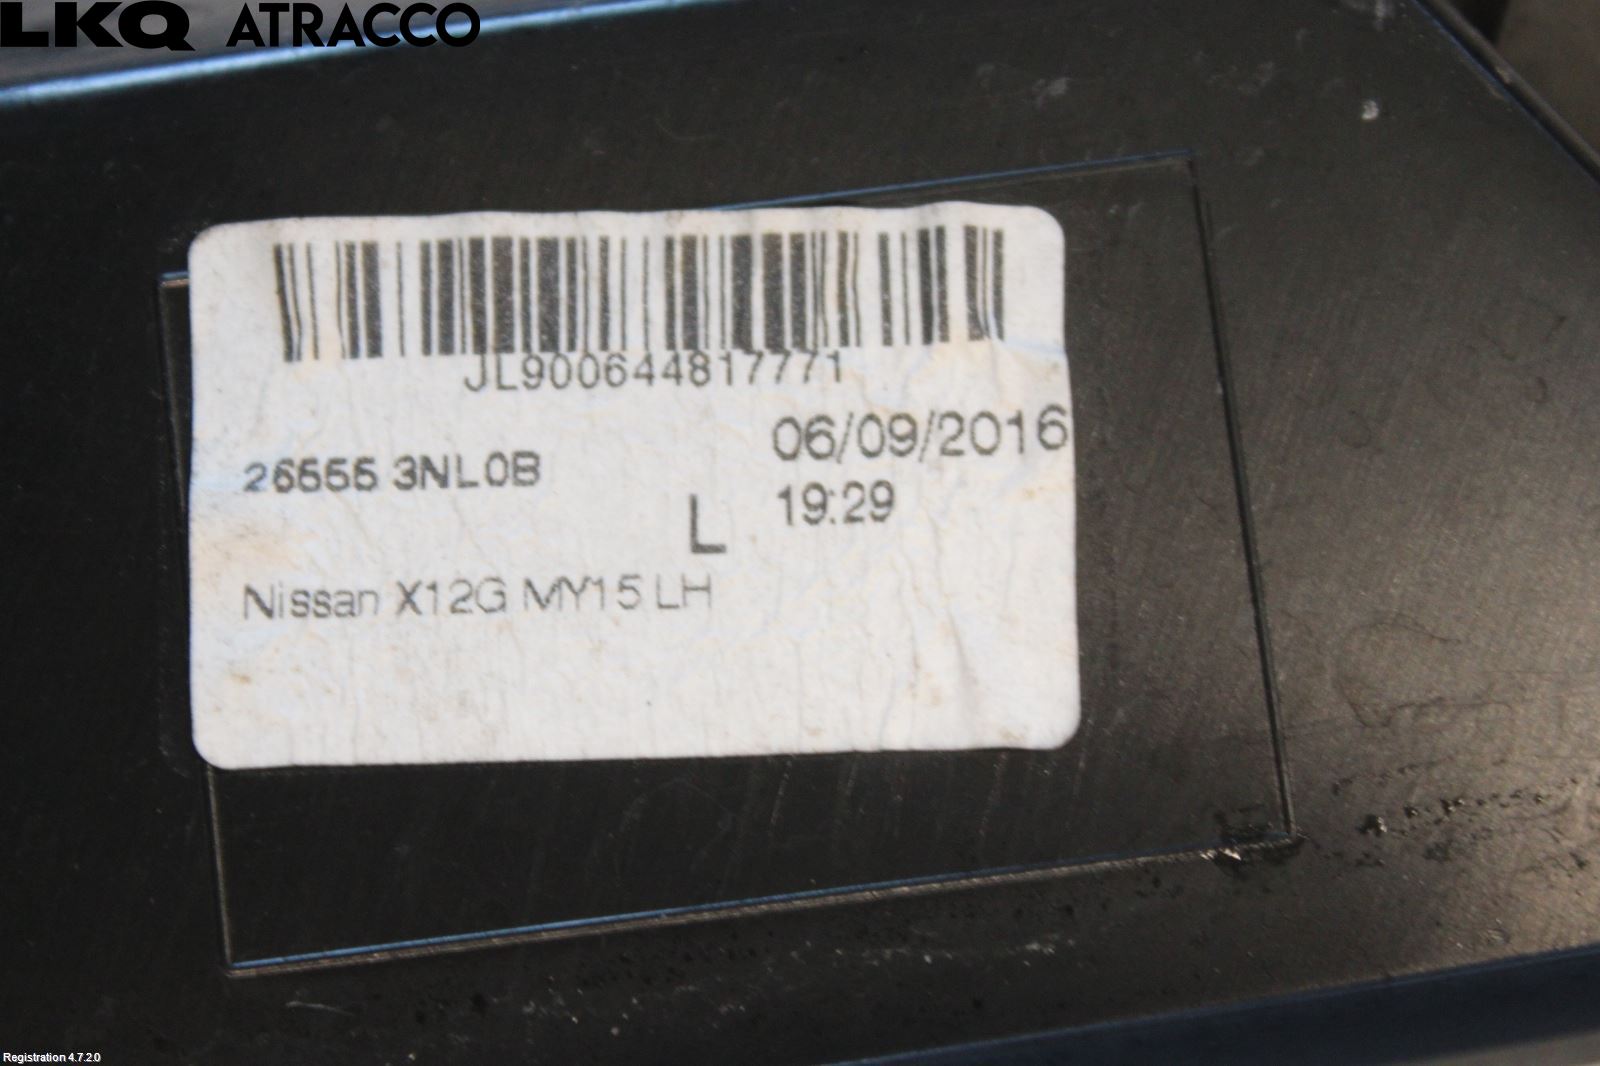 LKQ ATRACCO
JL900644817771
06/09/2016
26555 3NL0B
19:29
L
Nissan X12G MY15 LH
Registration 4.7.2.0